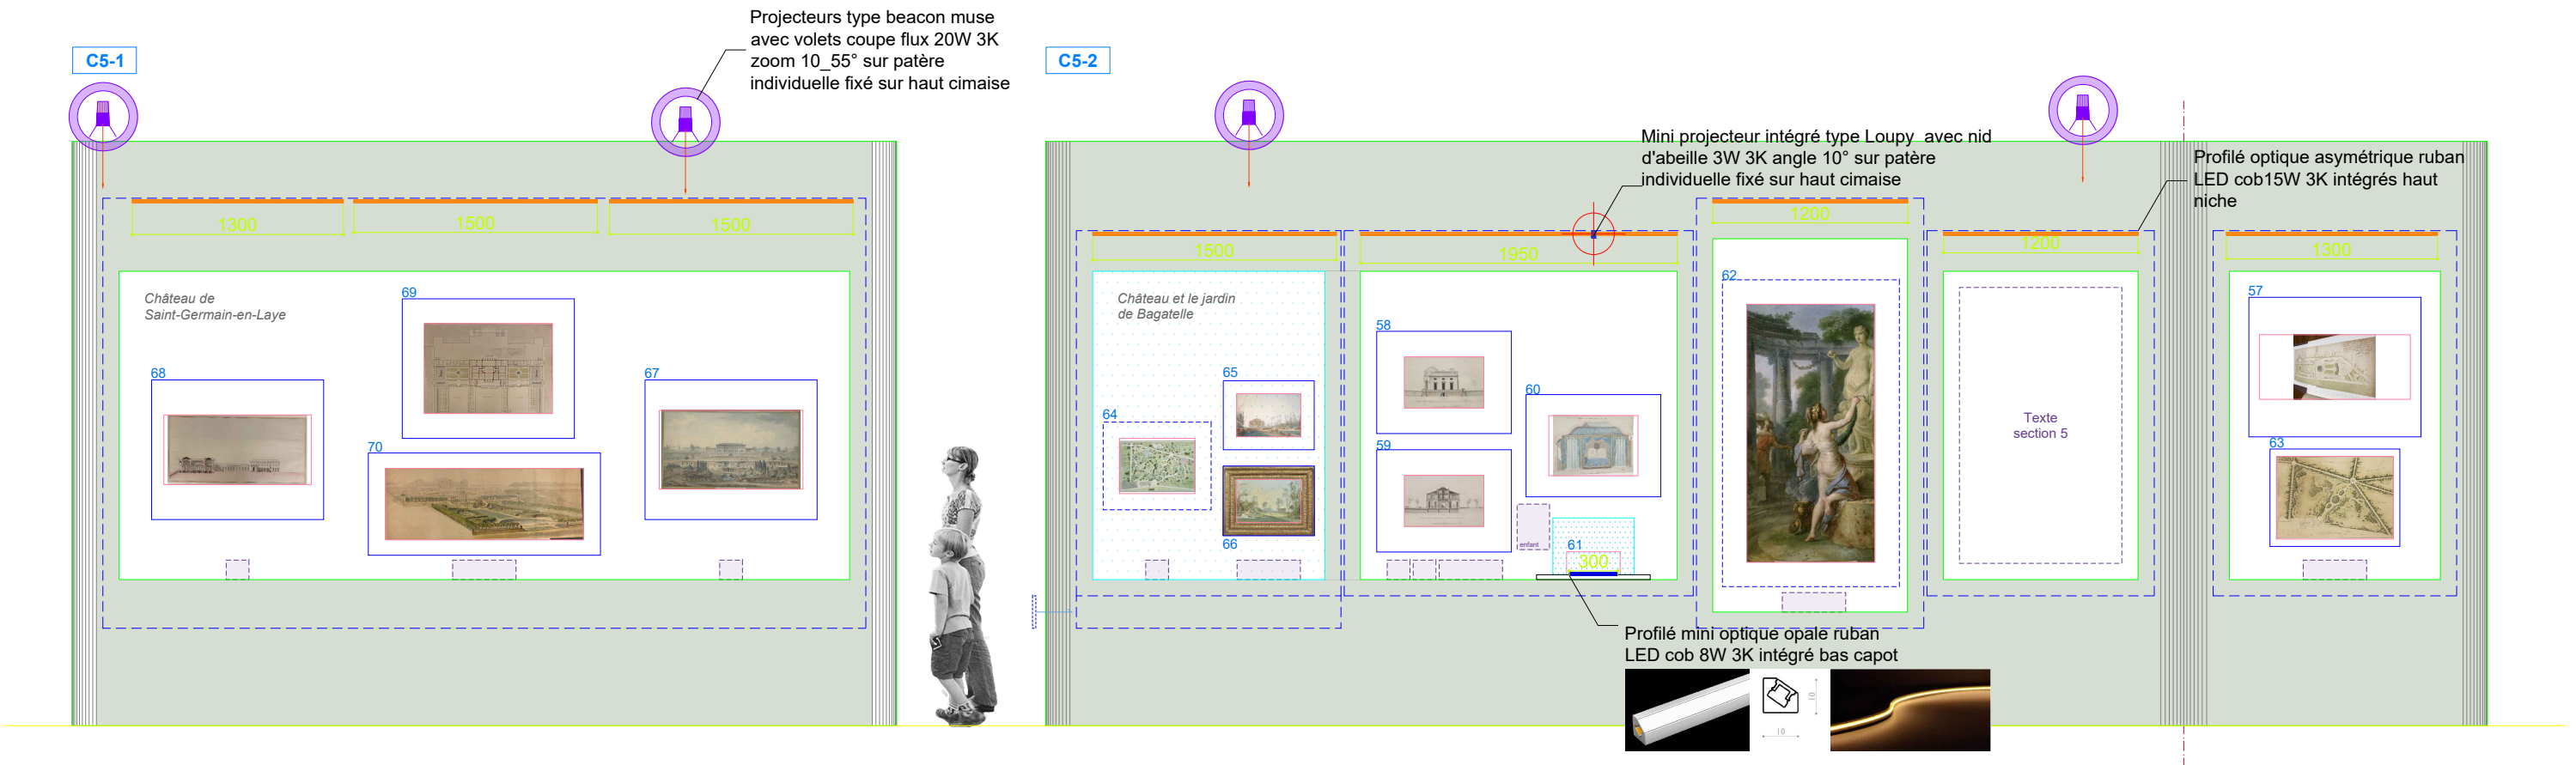 Projecteurs type beacon muse
avec volets coupe flux 20W 3K
zoom 10_55° sur patère
individuelle fixé sur haut cimaise
C5-1
C5-2
Mini projecteur intégré type Loupy avec nid
d'abeille 3W 3K angle 10° sur patère
individuelle fixé sur haut cimaise
Profilé optique asymétrique ruban
LED cob15W 3K intégrés haut
niche
1300
1500
1500
1500
1950
1200
1200
1300
Château de
Saint-Germain-en-Laye
69
68
67
70
Château et le jardin
de Bagatelle
65
64
66
58
60
59
enfant
61
300
62
Texte
section 5
57
63
Profilé mini optique opale ruban
LED cob 8W 3K intégré bas capot
10
10